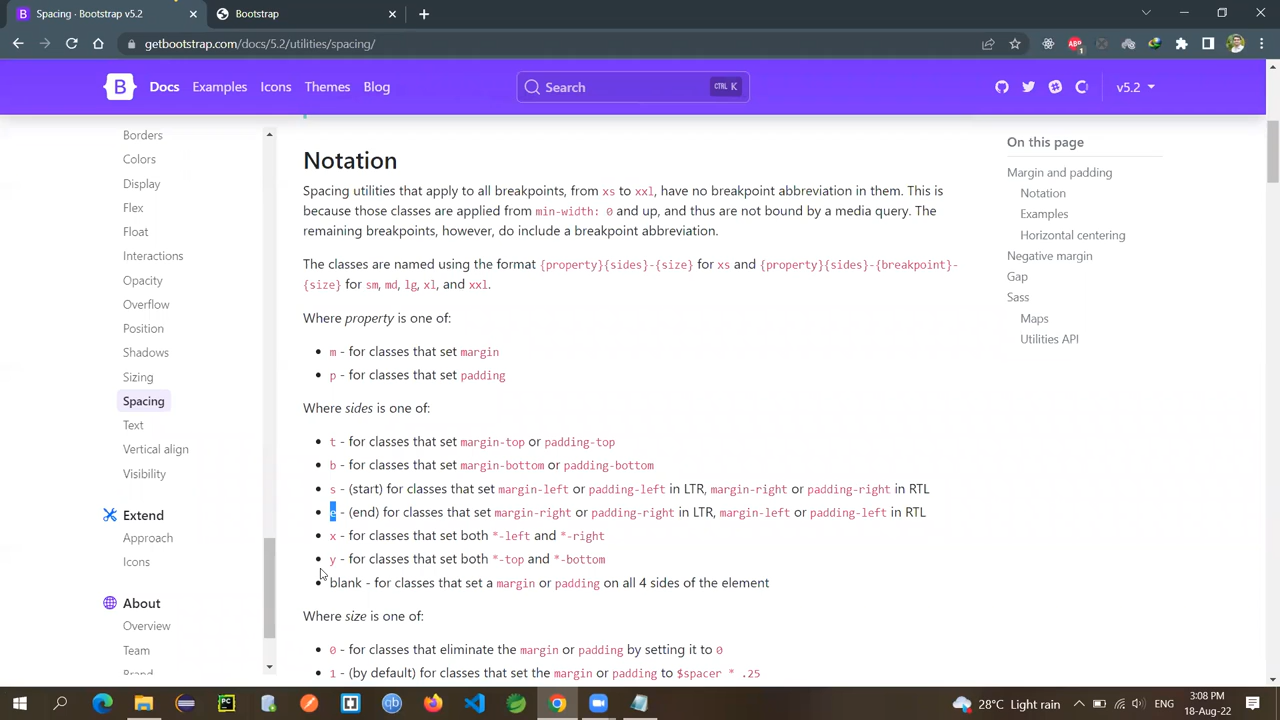 Spacing · Bootstrap v5.2
Bootstrap
getbootstrap.com/docs/5.2/utilities/spacing/
B Docs Examples Icons Themes Blog
Search CTRL K
v5.2
Borders
Colors
Display
Flex
Float
Interactions
Opacity
Overflow
Position
Shadows
Sizing
Spacing
Text
Vertical align
Visibility
Extend
Approach
Icons
About
Overview
Team
Brand
Notation
Spacing utilities that apply to all breakpoints, from xs to xxl, have no breakpoint abbreviation in them. This is
because those classes are applied from min-width: 0 and up, and thus are not bound by a media query. The
remaining breakpoints, however, do include a breakpoint abbreviation.
The classes are named using the format {property}{sides}-{size} for xs and {property}{sides}-{breakpoint}-
{size} for sm, md, lg, xl, and xxl.
Where property is one of:
m - for classes that set margin
p - for classes that set padding
Where sides is one of:
t - for classes that set margin-top or padding-top
b - for classes that set margin-bottom or padding-bottom
s - (start) for classes that set margin-left or padding-left in LTR, margin-right or padding-right in RTL
e - (end) for classes that set margin-right or padding-right in LTR, margin-left or padding-left in RTL
x - for classes that set both *-left and *-right
y - for classes that set both *-top and *-bottom
blank - for classes that set a margin or padding on all 4 sides of the element
Where size is one of:
0 - for classes that eliminate the margin or padding by setting it to 0
1 - (by default) for classes that set the margin or padding to $spacer * .25
On this page
Margin and padding
Notation
Examples
Horizontal centering
Negative margin
Gap
Sass
Maps
Utilities API
28°C Light rain
3:08 PM
18-Aug-22